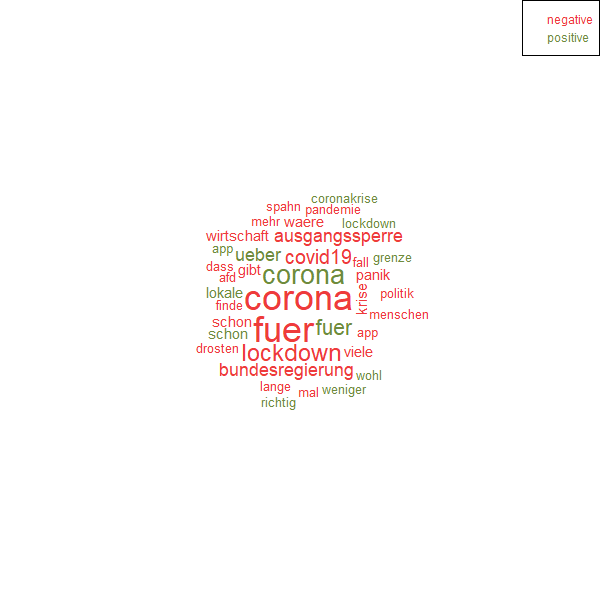 negative
positive
coronakrise
spahn pandemie
mehr waere lockdown
wirtschaft ausgangssperre
app ueber covid19 fall grenze
dass gibt corona panik
afd
lokale corona krise politik
finde
schon fuer fuer menschen
schon app
drosten lockdown viele
bundesregierung wohl
lange mal weniger
richtig